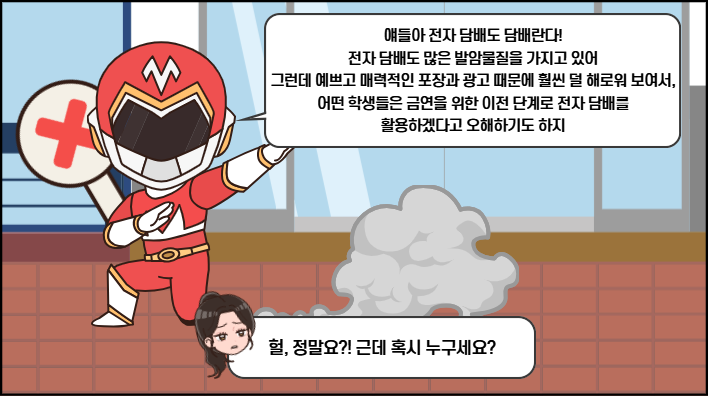 얘들아 전자 담배도 담배란다!
전자 담배도 많은 발암물질을 가지고 있어
그런데 예쁘고 매력적인 포장과 광고 때문에 훨씬 덜 해로워 보여서,
어떤 학생들은 금연을 위한 이전 단계로 전자 담배를
활용하겠다고 오해하기도 하지
헐, 정말요?! 근데 혹시 누구세요?